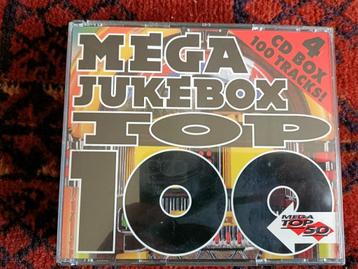 MEGA
JUKEBOX
TOP
100
4
CD BOX
100 TRACKS!
MEGA
TOP
50